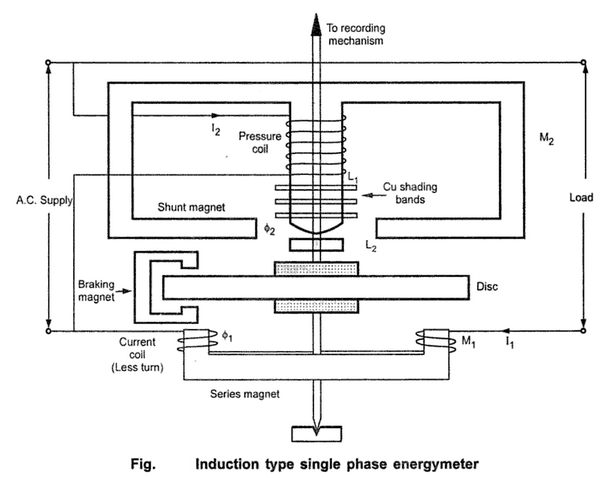 To recording
mechanism
I₂
Pressure
coil
M₂
L₁
A.C. Supply
Cu shading
bands
Load
Shunt magnet
ϕ₂
L₂
Braking
magnet
Disc
Current
coil
(Less turn)
ϕ₁
M₁
I₁
Series magnet
Fig. Induction type single phase energymeter